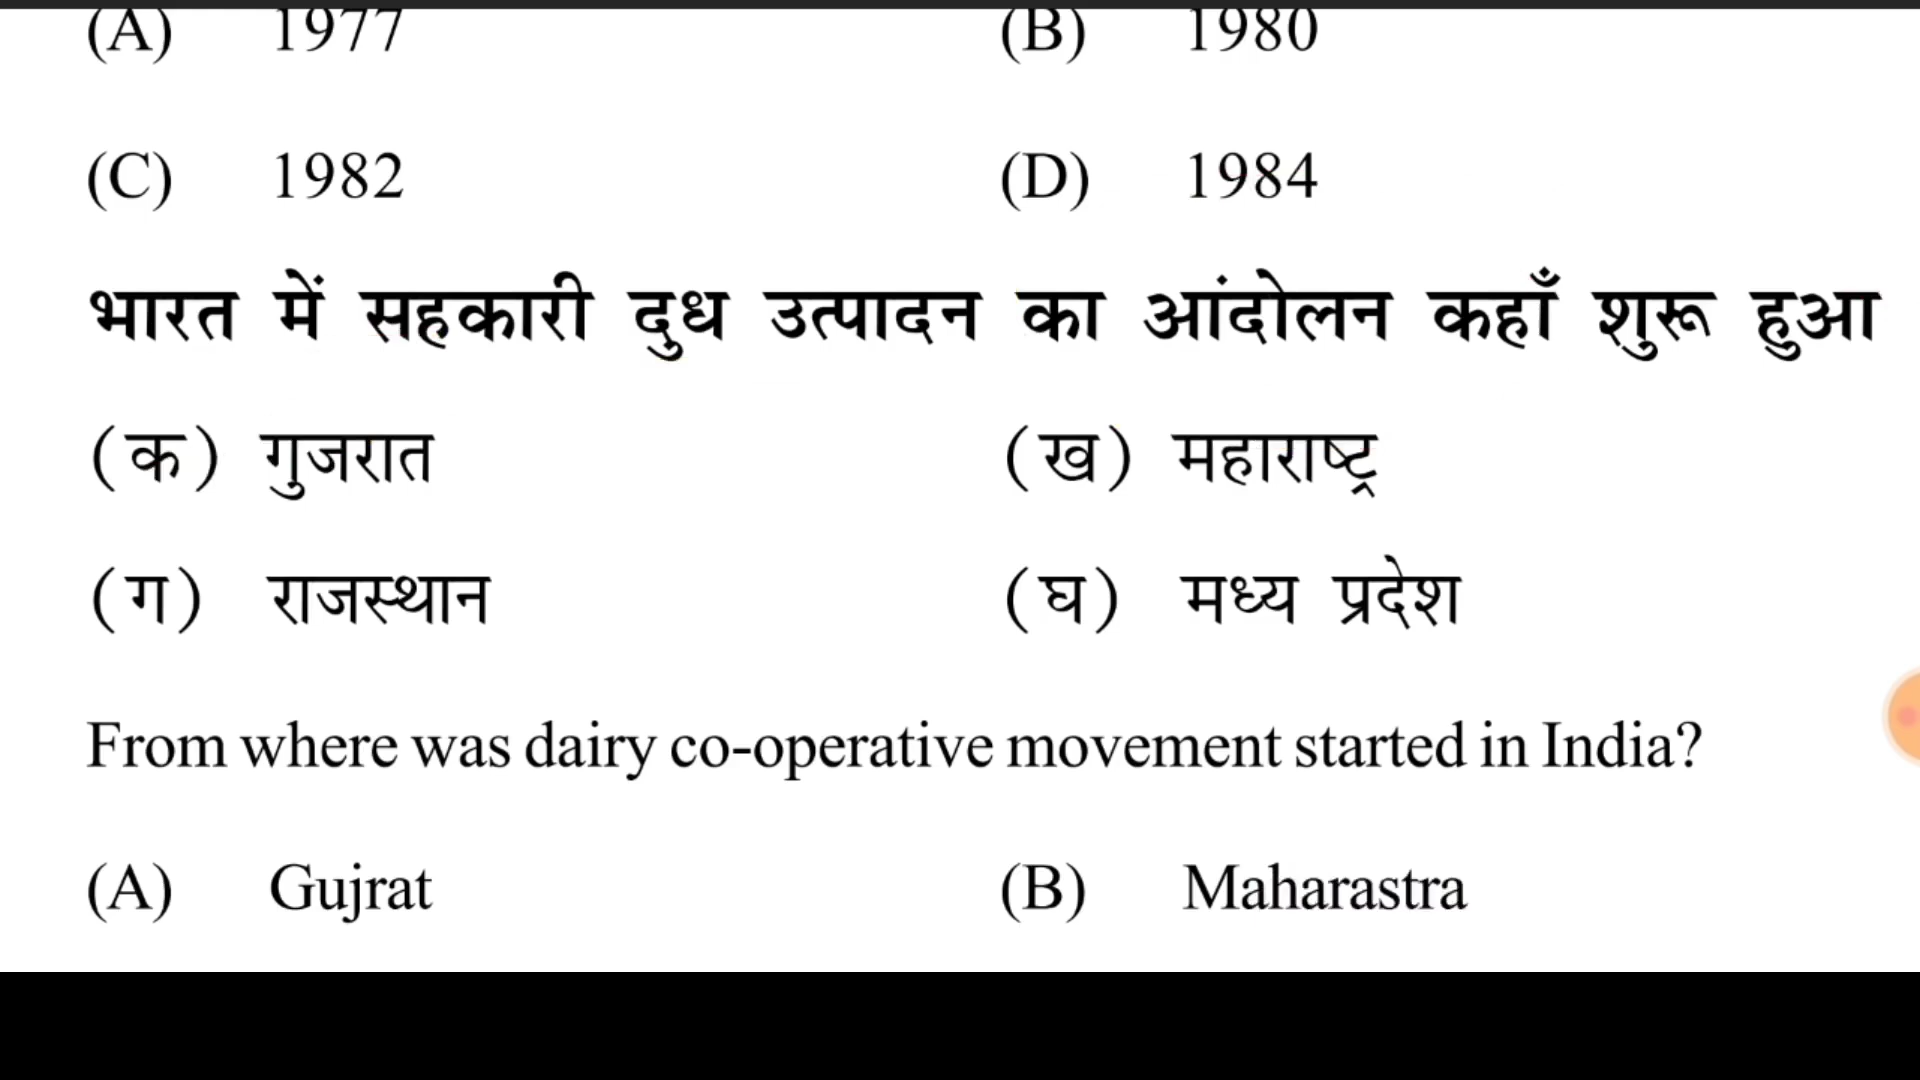 (A) 1977 (B) 1980
(C) 1982 (D) 1984
भारत में सहकारी दुध उत्पादन का आंदोलन कहाँ शुरू हुआ
(क) गुजरात (ख) महाराष्ट्र
(ग) राजस्थान (घ) मध्य प्रदेश
From where was dairy co-operative movement started in India?
(A) Gujrat (B) Maharastra